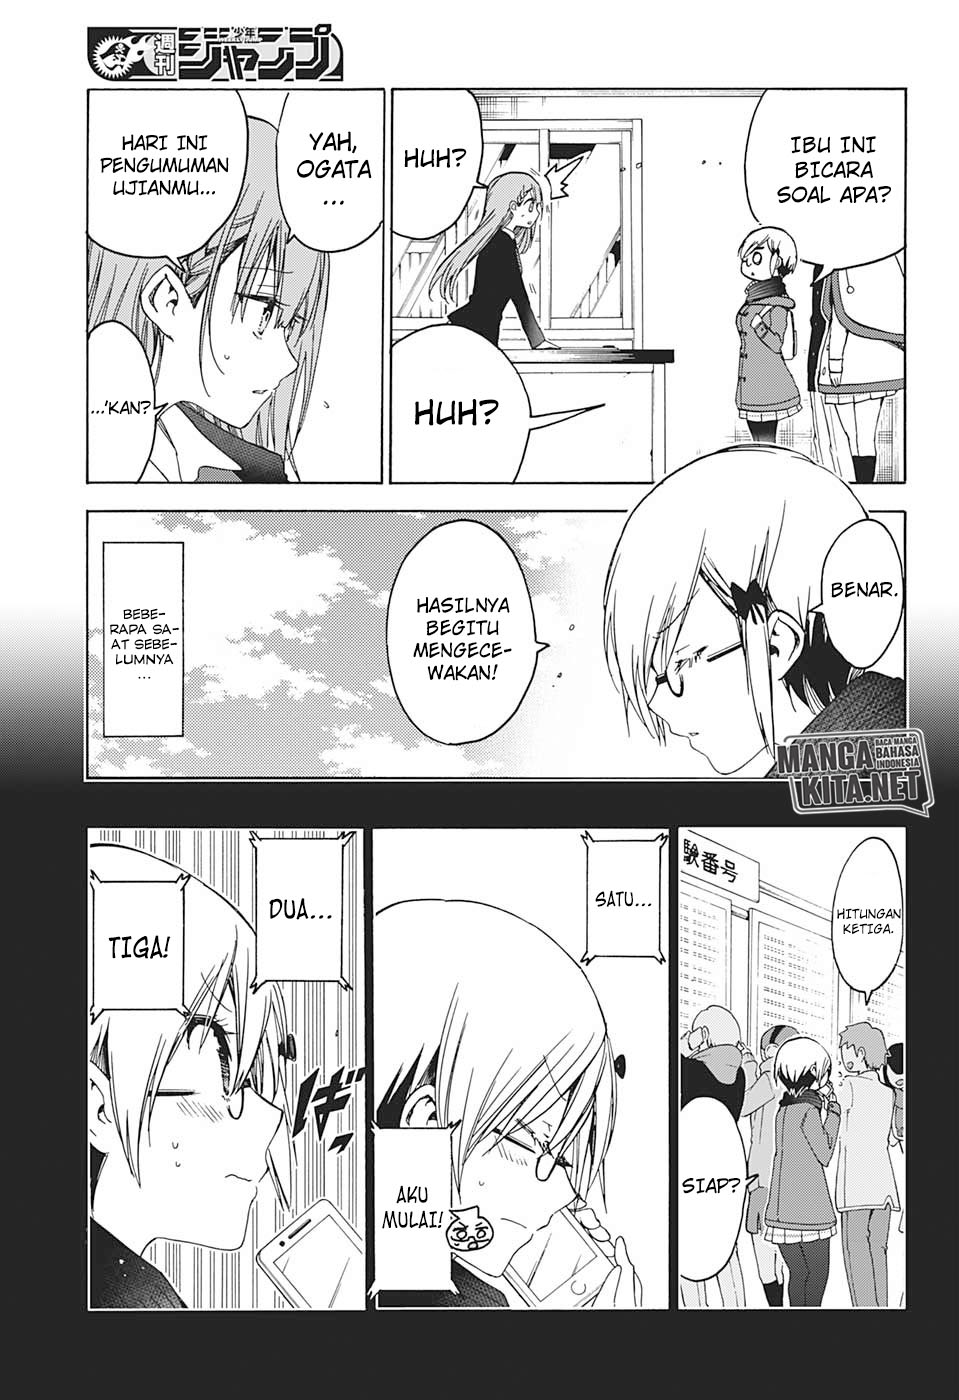 週刊
少年
ジャンプ
IBU INI
BICARA
SOAL APA?
HUH?
HUH?
YAH,
OGATA
...
HARI INI
PENGUMUMAN
UJIANMU...
...'KAN?
BENAR.
HASILNYA
BEGITU
MENGECE-
WAKAN!
BEBE-
RAPA SA-
AT SEBE-
LUMNYA
...
MANGA
KITA.NET
BACA MANGA
BAHASA
INDONESIA
験番号
HITUNGAN
KETIGA.
SIAP?
SATU...
AKU
MULAI!
DUA...
TIGA!
ばっ